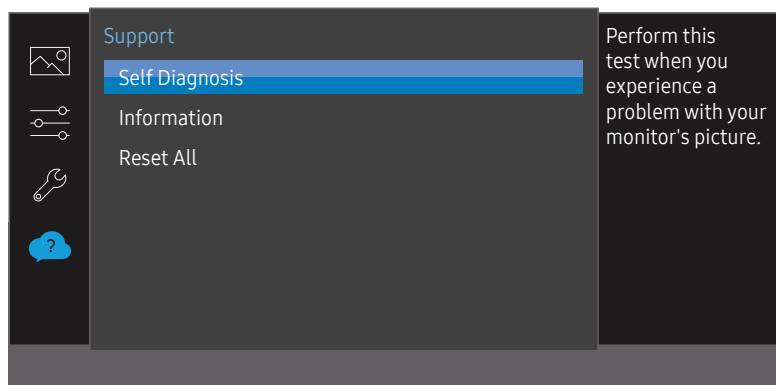 Support
Self Diagnosis
Information
Reset All
?
Perform this
test when you
experience a
problem with your
monitor's picture.